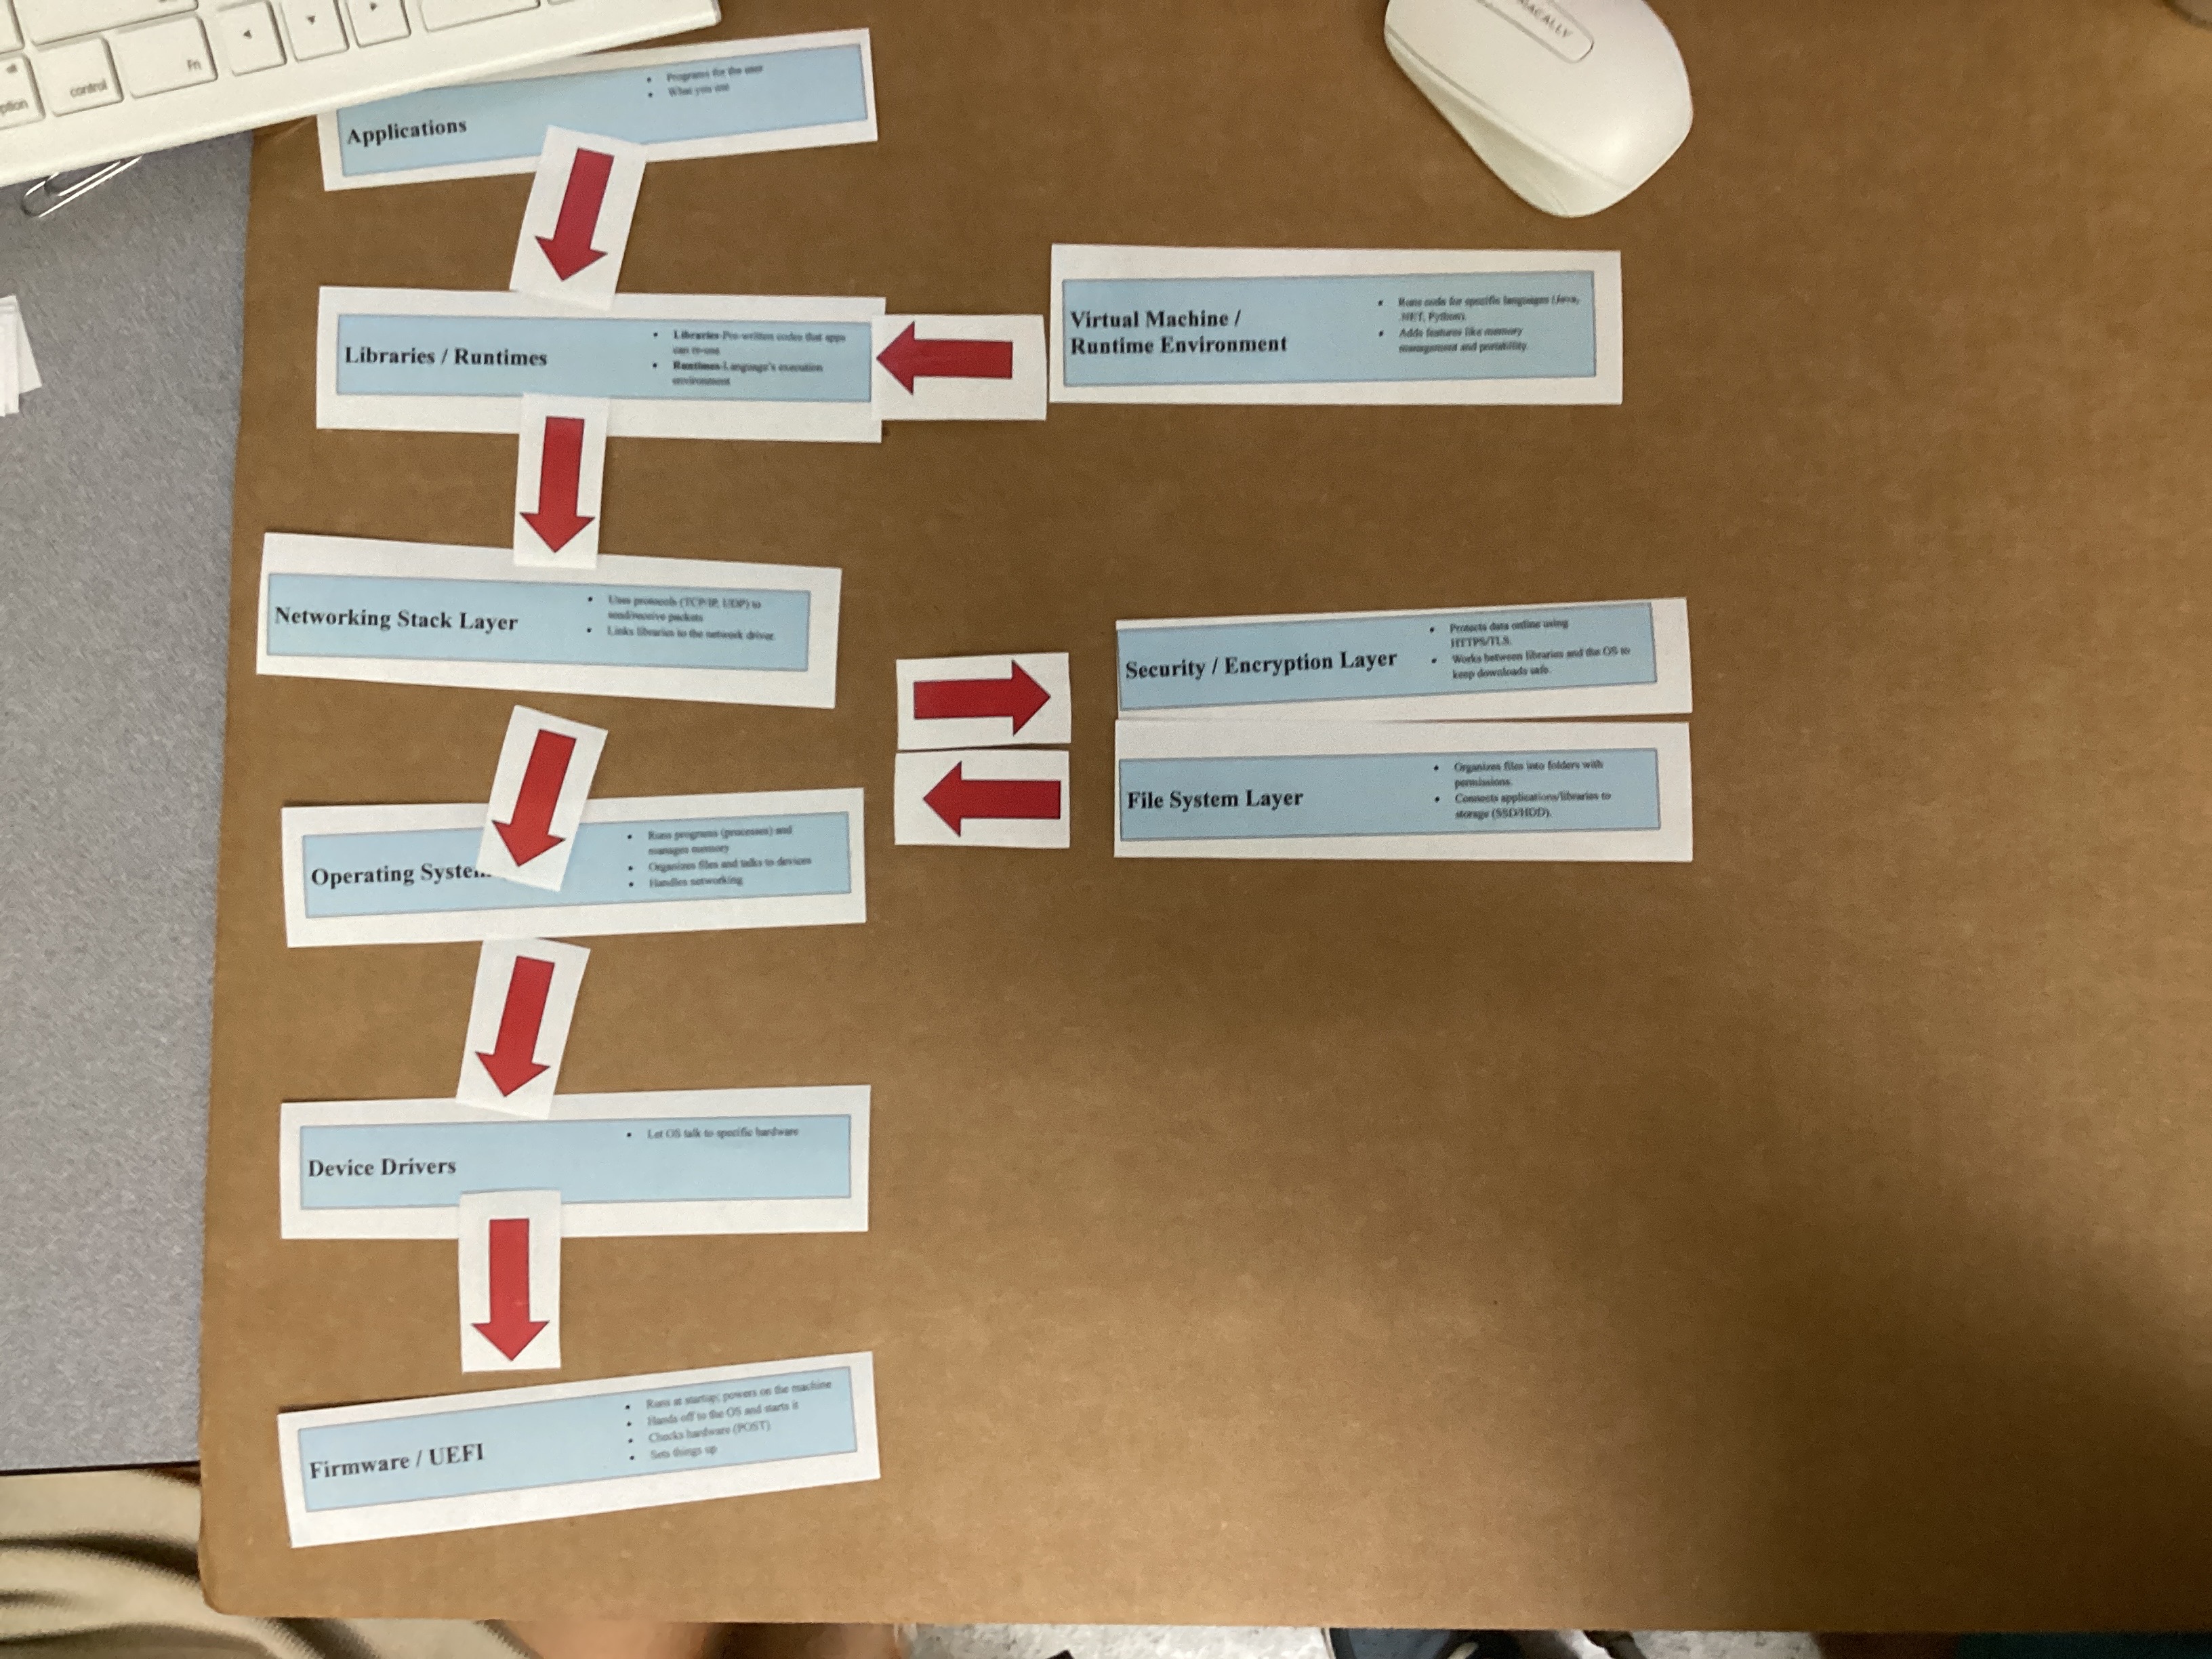 MACALLY
ption
control
Fn
Applications
• Programs for the user
• What you use
Libraries / Runtimes
• Libraries-Pre-written codes that apps
can re-use
• Runtimes-Language's execution
environment
Virtual Machine /
Runtime Environment
• Runs code for specific languages (Java,
.NET, Python).
• Adds features like memory
management and portability.
Networking Stack Layer
• Uses protocols (TCP/IP, UDP) to
send/receive packets
• Links libraries to the network driver.
Security / Encryption Layer
• Protects data online using
HTTPS/TLS.
• Works between libraries and the OS to
keep downloads safe.
File System Layer
• Organizes files into folders with
permissions.
• Connects applications/libraries to
storage (SSD/HDD).
Operating System
• Runs programs (processes) and
manages memory
• Organizes files and talks to devices
• Handles networking
Device Drivers
• Let OS talk to specific hardware
Firmware / UEFI
• Runs at startup; powers on the machine
• Hands off to the OS and starts it
• Checks hardware (POST)
• Sets things up